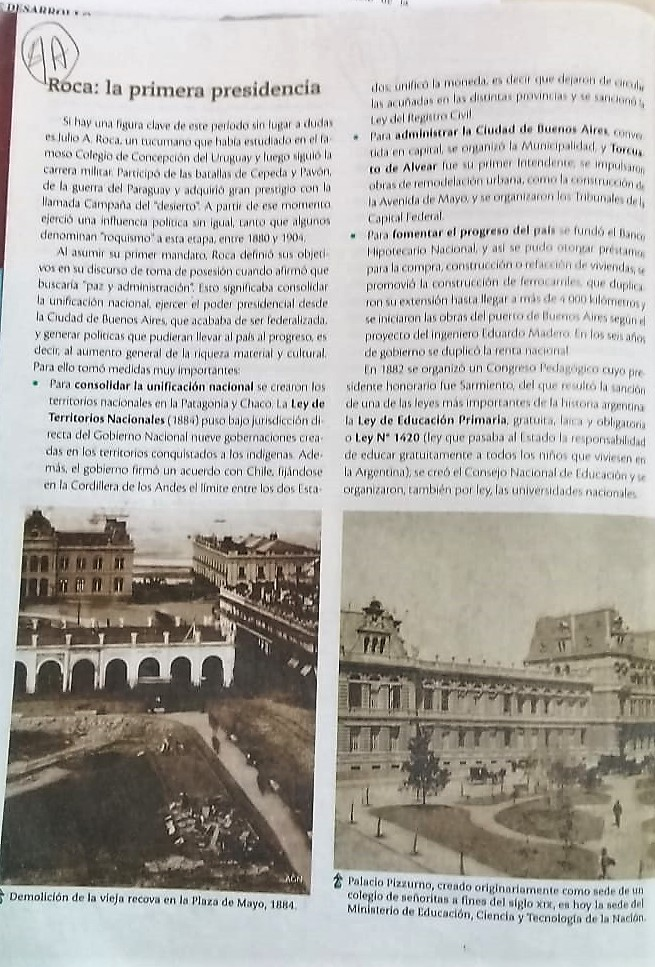 DESARROLLO
1A
Roca: la primera presidencia
Si hay una figura clave de este período sin lugar a dudas
es Julio A. Roca, un tucumano que había estudiado en el fa-
moso Colegio de Concepción del Uruguay y luego siguió la
carrera militar. Participó de las batallas de Cepeda y Pavón,
de la guerra del Paraguay y adquirió gran prestigio con la
llamada Campaña del "desierto". A partir de ese momento
ejerció una influencia política sin igual, tanto que algunos
denominan "roquismo" a esta etapa, entre 1880 y 1904.
Al asumir su primer mandato, Roca definió sus objeti-
vos en su discurso de toma de posesión cuando afirmó que
buscaría "paz y administración". Esto significaba consolidar
la unificación nacional, ejercer el poder presidencial desde
la Ciudad de Buenos Aires, que acababa de ser federalizada,
y generar políticas que pudieran llevar al país al progreso, es
decir, al aumento general de la riqueza material y cultural.
Para ello tomó medidas muy importantes:
• Para consolidar la unificación nacional se crearon los
territorios nacionales en la Patagonia y Chaco. La Ley de
Territorios Nacionales (1884) puso bajo jurisdicción di-
recta del Gobierno Nacional nueve gobernaciones crea-
das en los territorios conquistados a los indígenas. Ade-
más, el gobierno firmó un acuerdo con Chile, fijándose
en la Cordillera de los Andes el límite entre los dos Esta-
dos; unificó la moneda, es decir que dejaron de circula
las acuñadas en las distintas provincias y se sancionó la
Ley del Registro Civil.
• Para administrar la Ciudad de Buenos Aires, conver-
tida en capital, se organizó la Municipalidad, y Torcua
to de Alvear fue su primer Intendente; se impulsaron
obras de remodelación urbana, como la construcción de
la Avenida de Mayo, y se organizaron los Tribunales de la
Capital Federal.
• Para fomentar el progreso del país se fundó el Banco
Hipotecario Nacional, y así se pudo otorgar préstamos
para la compra, construcción o refacción de viviendas; se
promovió la construcción de ferrocarriles, que duplica-
ron su extensión hasta llegar a más de 4 000 kilómetros y
se iniciaron las obras del puerto de Buenos Aires según el
proyecto del ingeniero Eduardo Madero. En los seis años
de gobierno se duplicó la renta nacional.
En 1882 se organizó un Congreso Pedagógico cuyo pre-
sidente honorario fue Sarmiento, del que resultó la sanción
de una de las leyes más importantes de la historia argentina:
la Ley de Educación Primaria, gratuita, laica y obligatoria
o Ley N° 1420 (ley que pasaba al Estado la responsabilidad
de educar gratuitamente a todos los niños que viviesen en
la Argentina); se creó el Consejo Nacional de Educación y se
organizaron, también por ley, las universidades nacionales.
AGN
Demolición de la vieja recova en la Plaza de Mayo, 1884.
Palacio Pizzurno, creado originariamente como sede de un
colegio de señoritas a fines del siglo XIX, es hoy la sede del
Ministerio de Educación, Ciencia y Tecnología de la Nación.